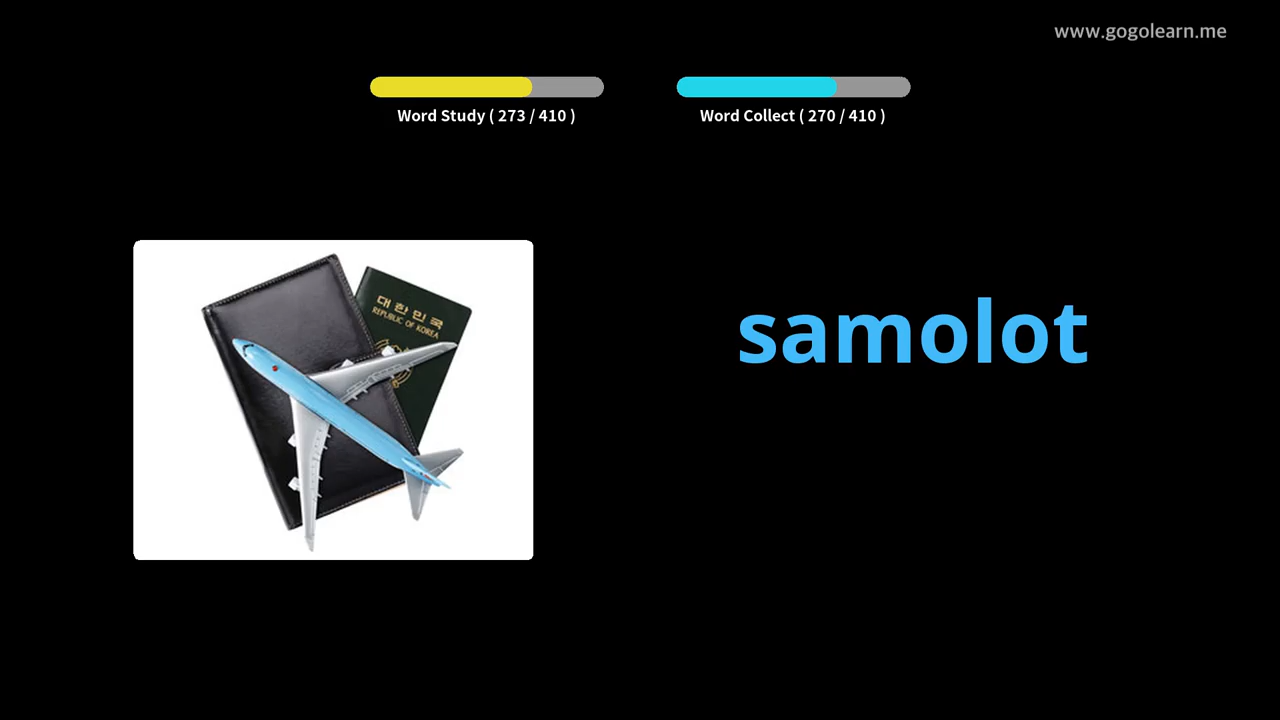 www.gogolearn.me
Word Study ( 273 / 410 )
Word Collect ( 270 / 410 )
대한민국
REPUBLIC OF KOREA
samolot